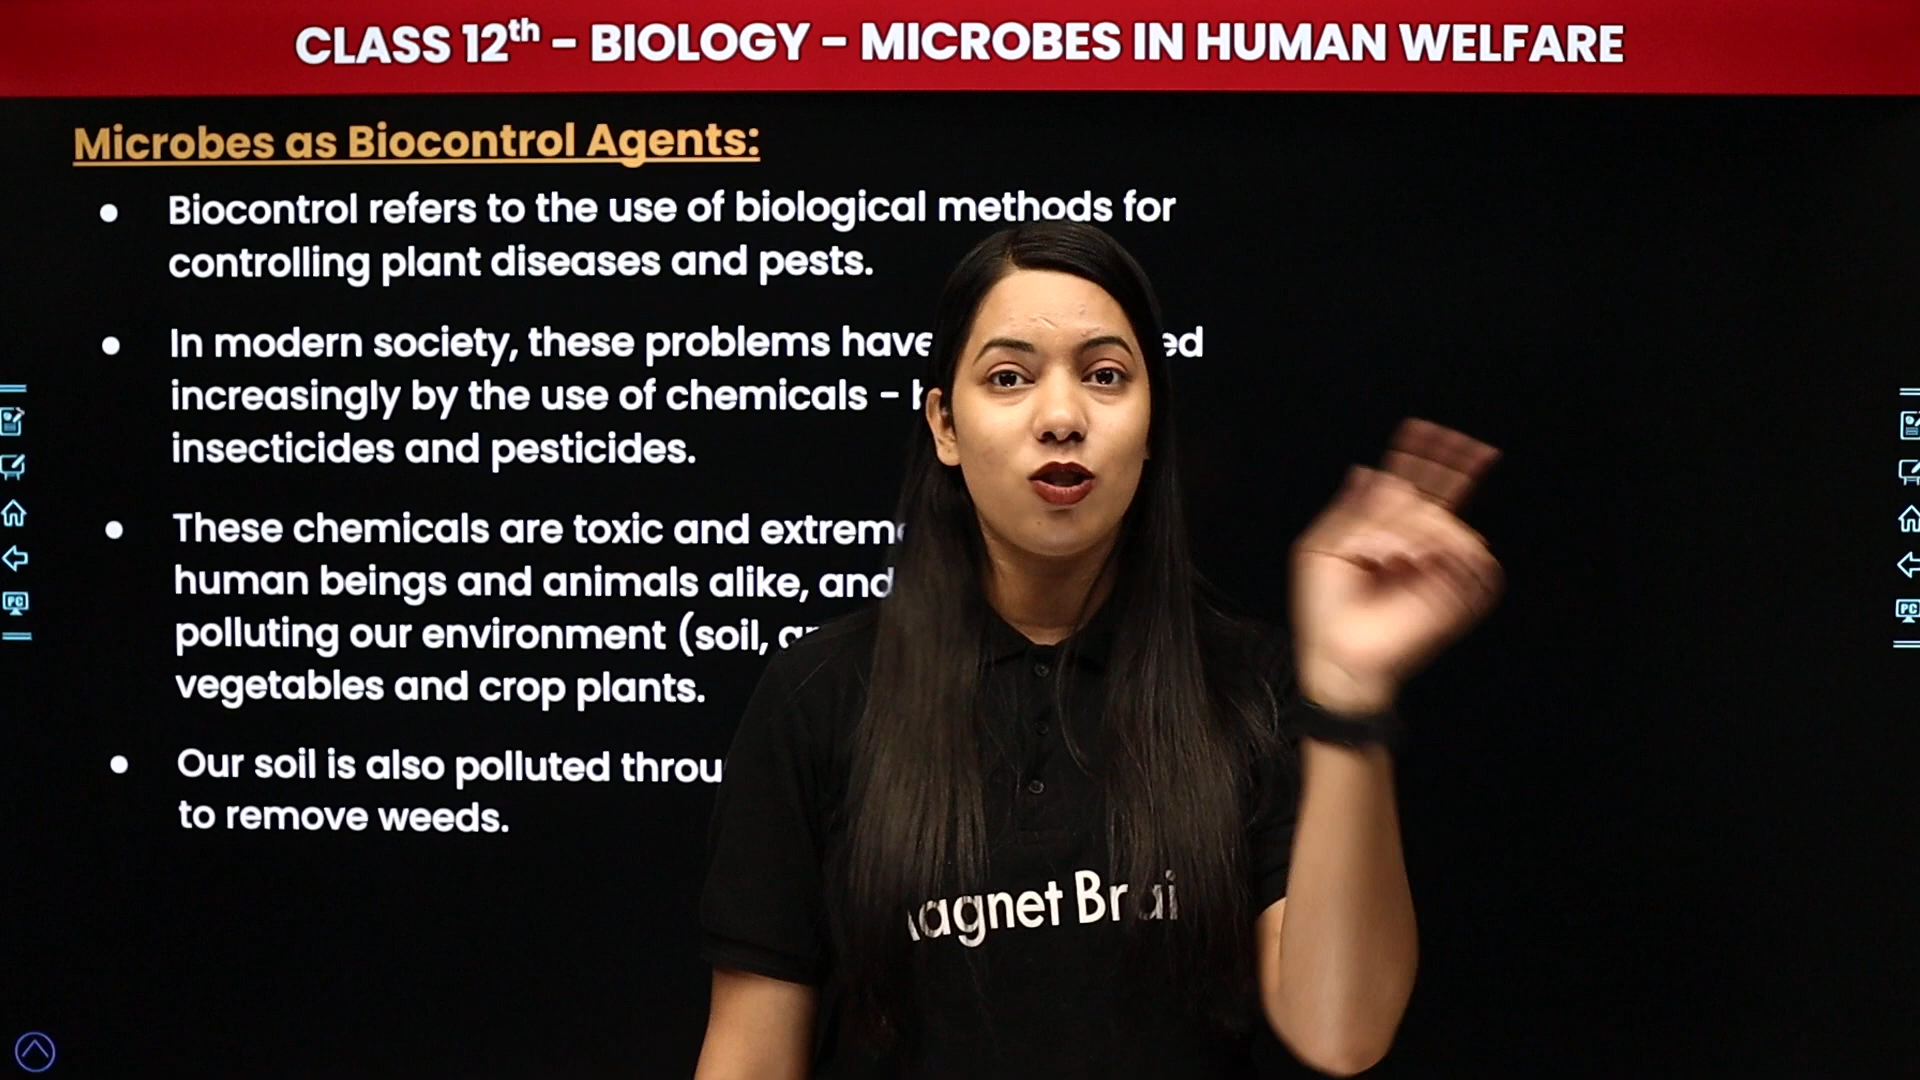 CLASS 12th - BIOLOGY - MICROBES IN HUMAN WELFARE
Microbes as Biocontrol Agents:
● Biocontrol refers to the use of biological methods for
controlling plant diseases and pests.
● In modern society, these problems have
increasingly by the use of chemicals -
insecticides and pesticides.
● These chemicals are toxic and
human beings and animals alike, and
polluting our environment (soil,
vegetables and crop plants.
● Our soil is also polluted
to remove weeds.
PC
PC